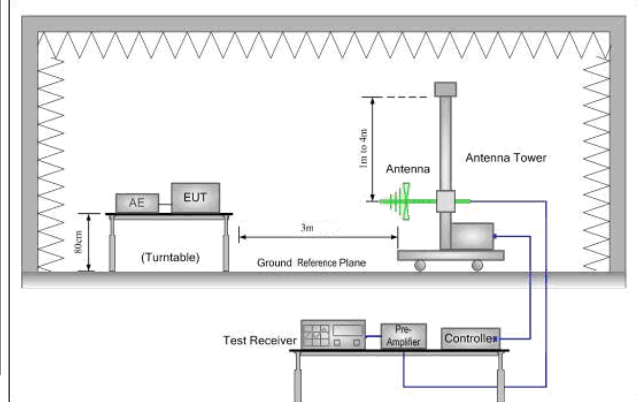 1m to 4m
Antenna
Antenna Tower
AE
EUT
80cm
(Turntable)
3m
Ground Reference Plane
Test Receiver
Pre-
Amplifier
Controller